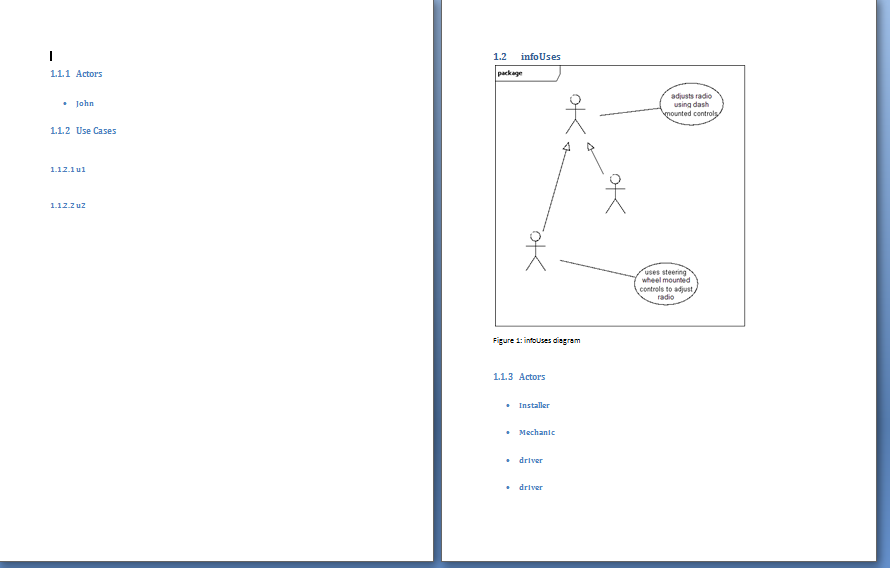 1.1.1 Actors
• John
1.1.2 Use Cases
1.1.2.1 u1
1.1.2.2 u2
1.2 infoUses
package
adjusts radio
using dash
mounted controls
uses steering
wheel mounted
controls to adjust
radio
Figure 1: infoUses diagram
1.1.3 Actors
• Installer
• Mechanic
• driver
• driver